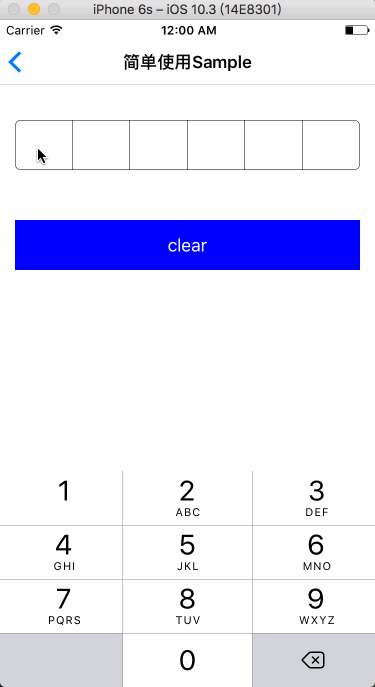 iPhone 6s – iOS 10.3 (14E8301)
Carrier 12:00 AM
简单使用Sample
clear
1 2 3
ABC DEF
4 5 6
GHI JKL MNO
7 8 9
PQRS TUV WXYZ
0